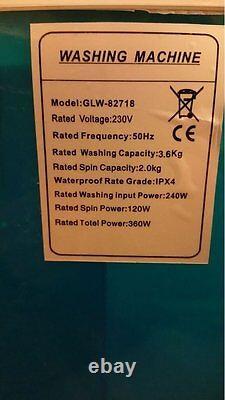 WASHING MACHINE
Model:GLW-82718
Rated Voltage:230V
Rated Frequency:50Hz
CE
Rated Washing Capacity:3.6Kg
Rated Spin Capacity:2.0kg
Waterproof Rate Grade:IPX4
Rated Washing input Power:240W
Rated Spin Power:120W
Rated Totel Power:360W
ebay